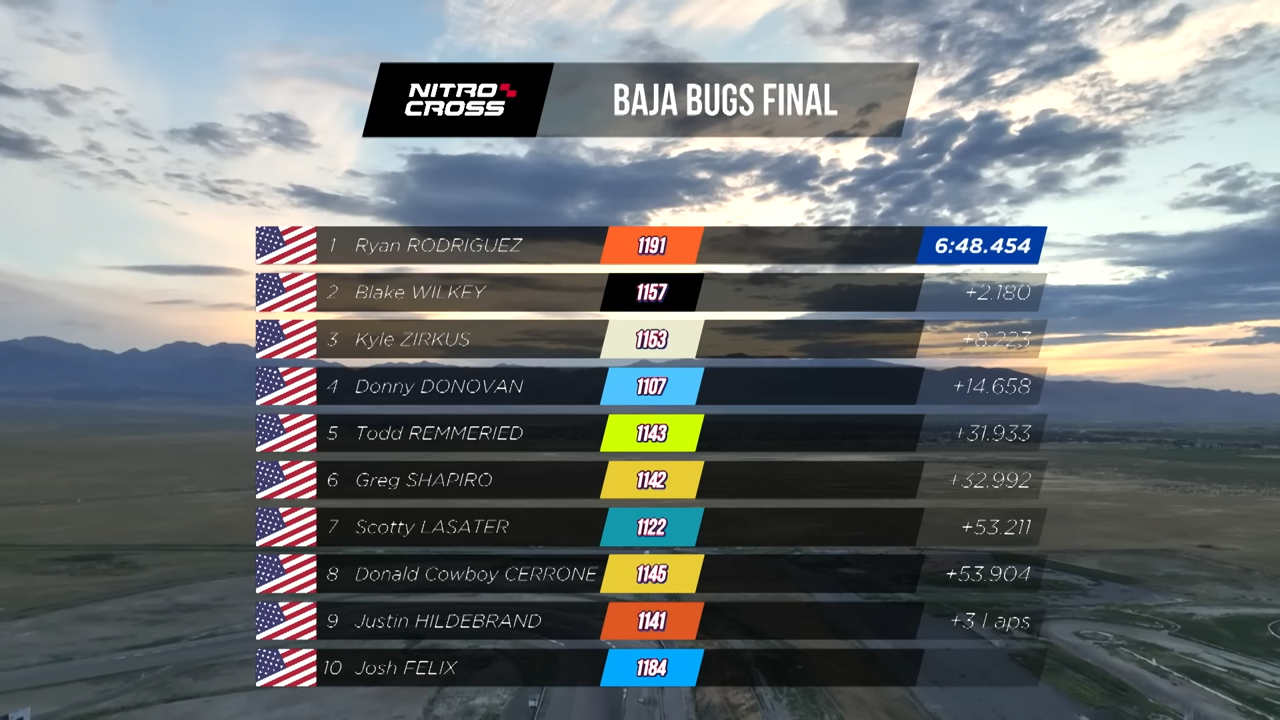 NITRO
CROSS
BAJA BUGS FINAL
1 Ryan RODRIGUEZ 1191 6:48.454
2 Blake WILKEY 1157 +2.180
3 Kyle ZIRKUS 1153 +8.223
4 Donny DONOVAN 1107 +14.658
5 Todd REMMERIED 1143 +31.933
6 Greg SHAPIRO 1142 +32.992
7 Scotty LASATER 1122 +53.211
8 Donald Cowboy CERRONE 1145 +53.904
9 Justin HILDEBRAND 1141 +3 Laps
10 Josh FELIX 1184